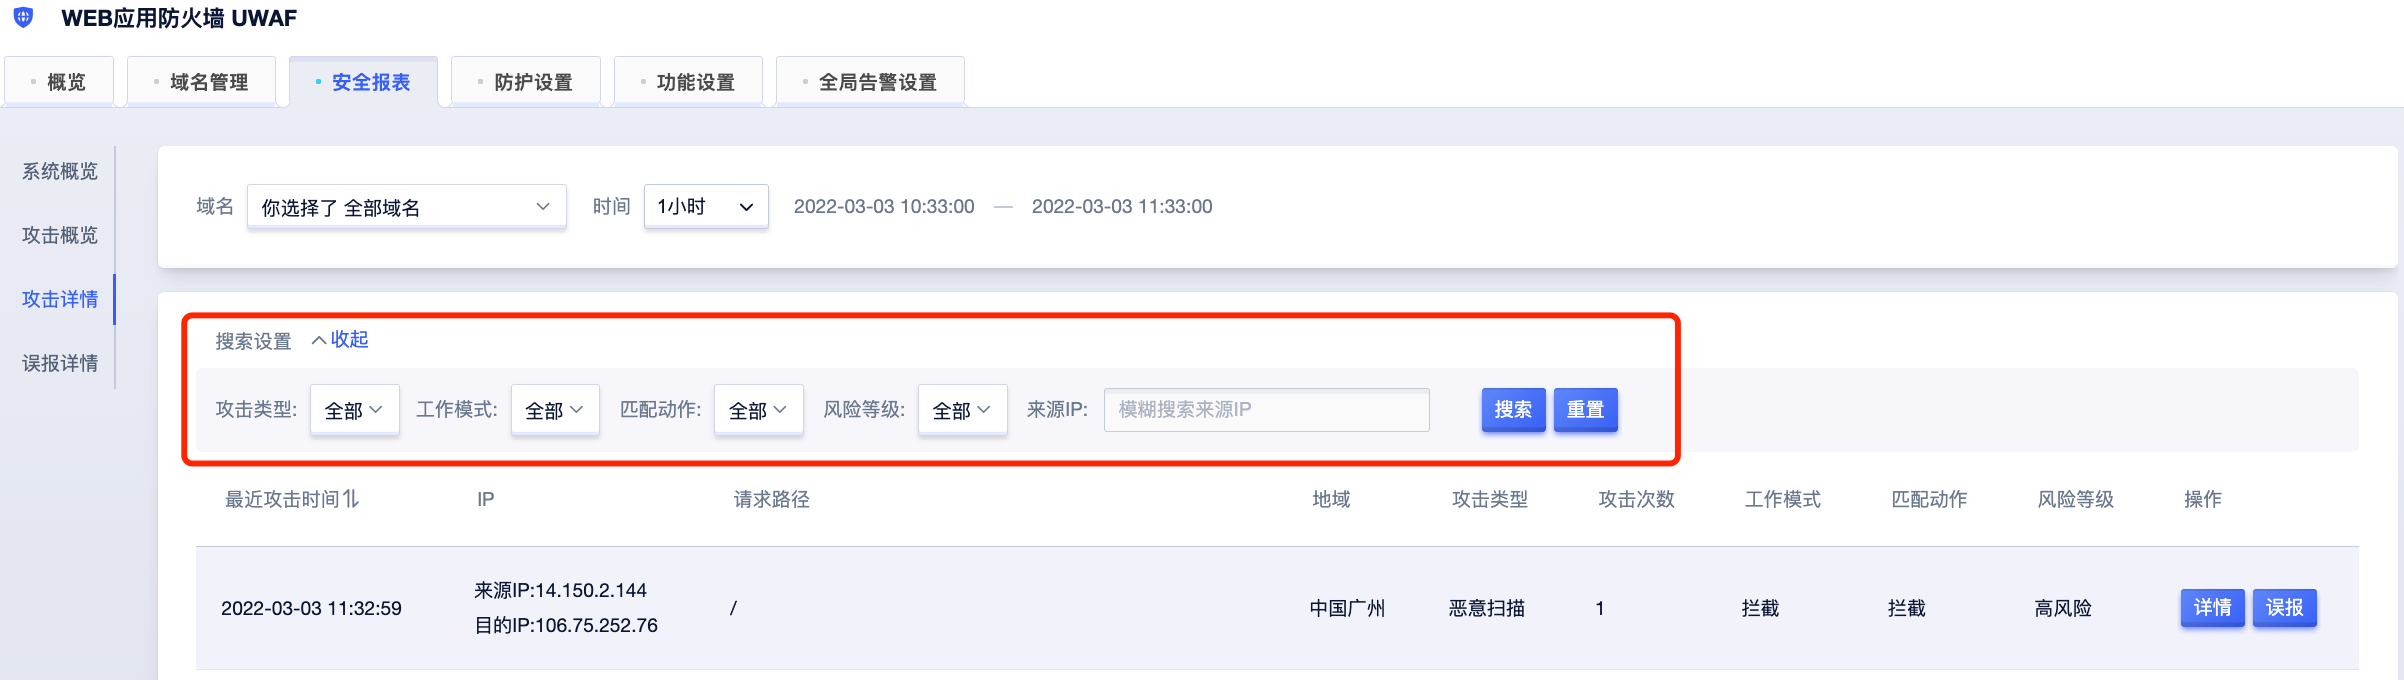 WEB应用防火墙 UWAF
概览 域名管理 安全报表 防护设置 功能设置 全局告警设置
系统概览
攻击概览
攻击详情
误报详情
域名 你选择了 全部域名 时间 1小时 2022-03-03 10:33:00 — 2022-03-03 11:33:00
搜索设置 收起
攻击类型: 全部 工作模式: 全部 匹配动作: 全部 风险等级: 全部 来源IP: 模糊搜索来源IP 搜索 重置
最近攻击时间 IP 请求路径 地域 攻击类型 攻击次数 工作模式 匹配动作 风险等级 操作
2022-03-03 11:32:59 来源IP:14.150.2.144 / 中国广州 恶意扫描 1 拦截 拦截 高风险 详情 误报
目的IP:106.75.252.76